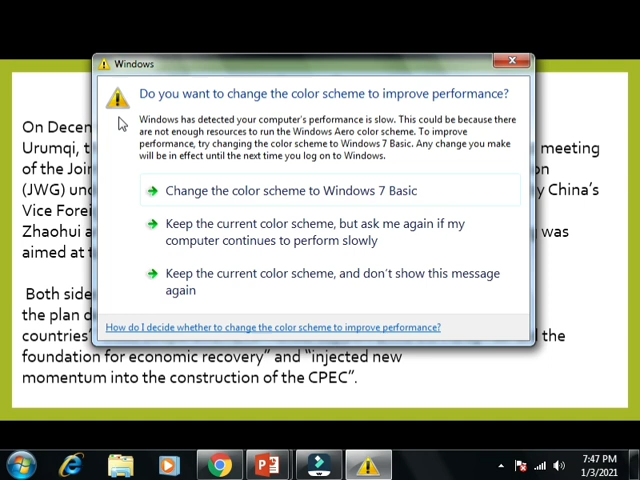 Windows
Do you want to change the color scheme to improve performance?
Windows has detected your computer's performance is slow. This could be because there
are not enough resources to run the Windows Aero color scheme. To improve
performance, try changing the color scheme to Windows 7 Basic. Any change you make
will be in effect until the next time you log on to Windows.
Change the color scheme to Windows 7 Basic
Keep the current color scheme, but ask me again if my
computer continues to perform slowly
Keep the current color scheme, and don't show this message
again
How do I decide whether to change the color scheme to improve performance?
On Decem
Urumqi, t meeting
of the Join on
(JWG) und y China's
Vice Forei
Zhaohui a was
aimed at t
Both side
the plan d
countries' d the
foundation for economic recovery" and "injected new
momentum into the construction of the CPEC".
7:47 PM
1/3/2021